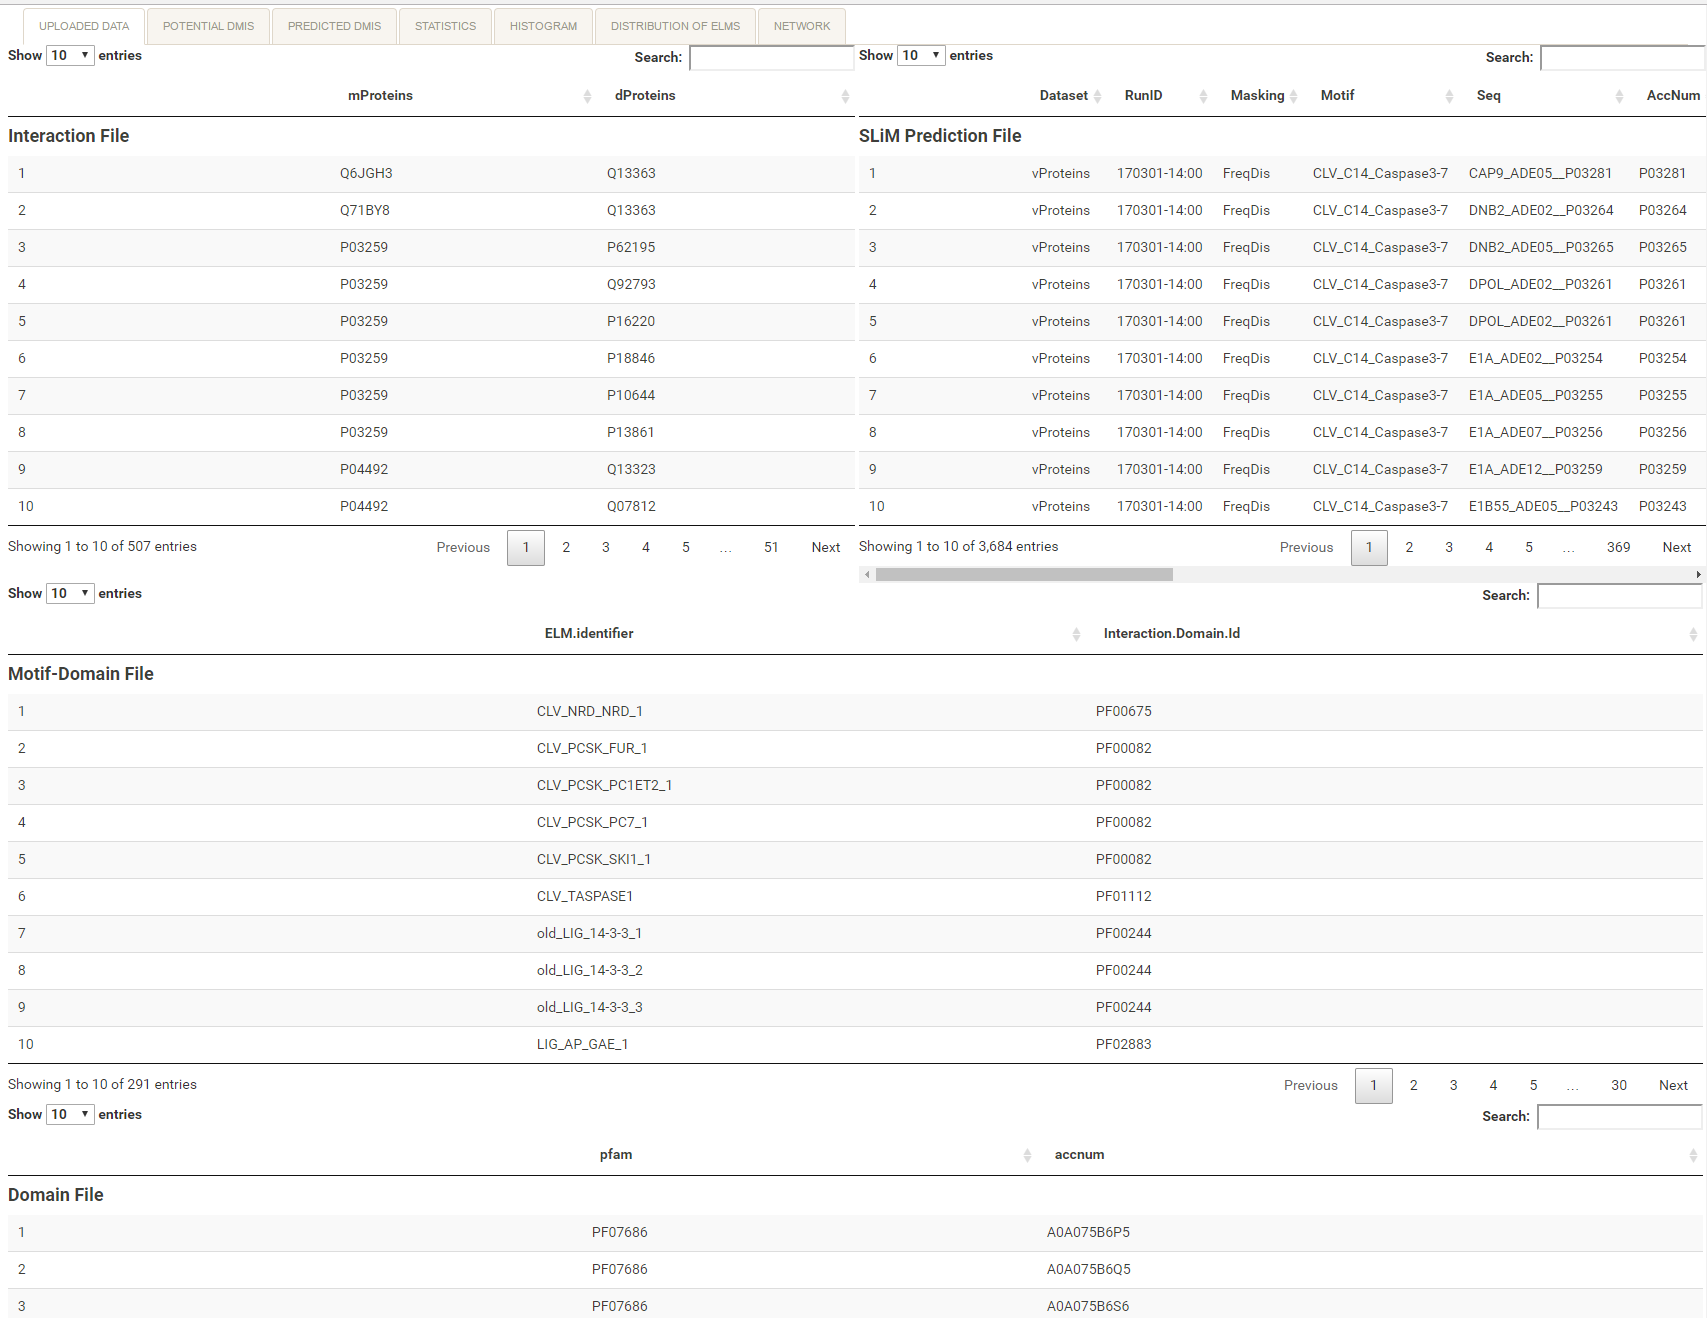 UPLOADED DATA POTENTIAL DMIS PREDICTED DMIS STATISTICS HISTOGRAM DISTRIBUTION OF ELMS NETWORK
Show 10 entries Search:
mProteins dProteins
Interaction File
1 Q6JGH3 Q13363
2 Q71BY8 Q13363
3 P03259 P62195
4 P03259 Q92793
5 P03259 P16220
6 P03259 P18846
7 P03259 P10644
8 P03259 P13861
9 P04492 Q13323
10 P04492 Q07812
Showing 1 to 10 of 507 entries Previous 1 2 3 4 5 ... 51 Next
Show 10 entries Search:
Dataset RunID Masking Motif Seq AccNum
SLiM Prediction File
1 vProteins 170301-14:00 FreqDis CLV_C14_Caspase3-7 CAP9_ADE05__P03281 P03281
2 vProteins 170301-14:00 FreqDis CLV_C14_Caspase3-7 DNB2_ADE02__P03264 P03264
3 vProteins 170301-14:00 FreqDis CLV_C14_Caspase3-7 DNB2_ADE05__P03265 P03265
4 vProteins 170301-14:00 FreqDis CLV_C14_Caspase3-7 DPOL_ADE02__P03261 P03261
5 vProteins 170301-14:00 FreqDis CLV_C14_Caspase3-7 DPOL_ADE02__P03261 P03261
6 vProteins 170301-14:00 FreqDis CLV_C14_Caspase3-7 E1A_ADE02__P03254 P03254
7 vProteins 170301-14:00 FreqDis CLV_C14_Caspase3-7 E1A_ADE05__P03255 P03255
8 vProteins 170301-14:00 FreqDis CLV_C14_Caspase3-7 E1A_ADE07__P03256 P03256
9 vProteins 170301-14:00 FreqDis CLV_C14_Caspase3-7 E1A_ADE12__P03259 P03259
10 vProteins 170301-14:00 FreqDis CLV_C14_Caspase3-7 E1B55_ADE05__P03243 P03243
Showing 1 to 10 of 3,684 entries Previous 1 2 3 4 5 ... 369 Next
Show 10 entries Search:
ELM.identifier Interaction.Domain.Id
Motif-Domain File
1 CLV_NRD_NRD_1 PF00675
2 CLV_PCSK_FUR_1 PF00082
3 CLV_PCSK_PC1ET2_1 PF00082
4 CLV_PCSK_PC7_1 PF00082
5 CLV_PCSK_SKI1_1 PF00082
6 CLV_TASPASE1 PF01112
7 old_LIG_14-3-3_1 PF00244
8 old_LIG_14-3-3_2 PF00244
9 old_LIG_14-3-3_3 PF00244
10 LIG_AP_GAE_1 PF02883
Showing 1 to 10 of 291 entries Previous 1 2 3 4 5 ... 30 Next
Show 10 entries Search:
pfam accnum
Domain File
1 PF07686 A0A075B6P5
2 PF07686 A0A075B6Q5
3 PF07686 A0A075B6S6